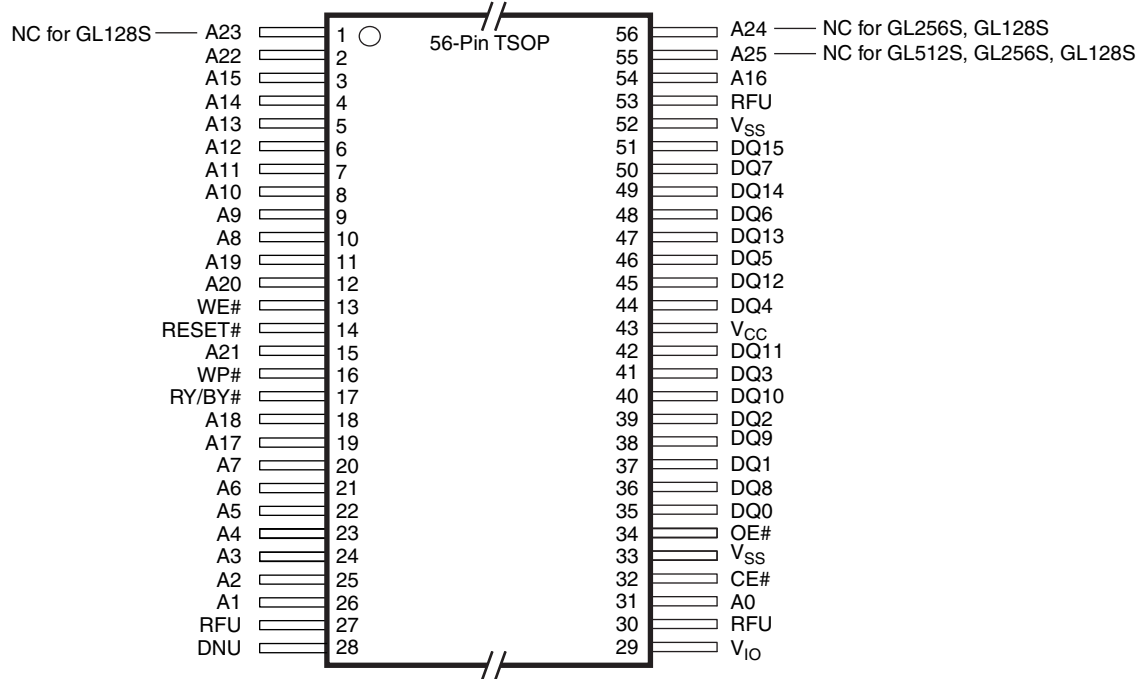 NC for GL128S A23 1 56-Pin TSOP 56 A24 NC for GL256S, GL128S
A22 2 55 A25 NC for GL512S, GL256S, GL128S
A15 3 54 A16
A14 4 53 RFU
A13 5 52 VSS
A12 6 51 DQ15
A11 7 50 DQ7
A10 8 49 DQ14
A9 9 48 DQ6
A8 10 47 DQ13
A19 11 46 DQ5
A20 12 45 DQ12
WE# 13 44 DQ4
RESET# 14 43 VCC
A21 15 42 DQ11
WP# 16 41 DQ3
RY/BY# 17 40 DQ10
A18 18 39 DQ2
A17 19 38 DQ9
A7 20 37 DQ1
A6 21 36 DQ8
A5 22 35 DQ0
A4 23 34 OE#
A3 24 33 VSS
A2 25 32 CE#
A1 26 31 A0
RFU 27 30 RFU
DNU 28 29 VIO